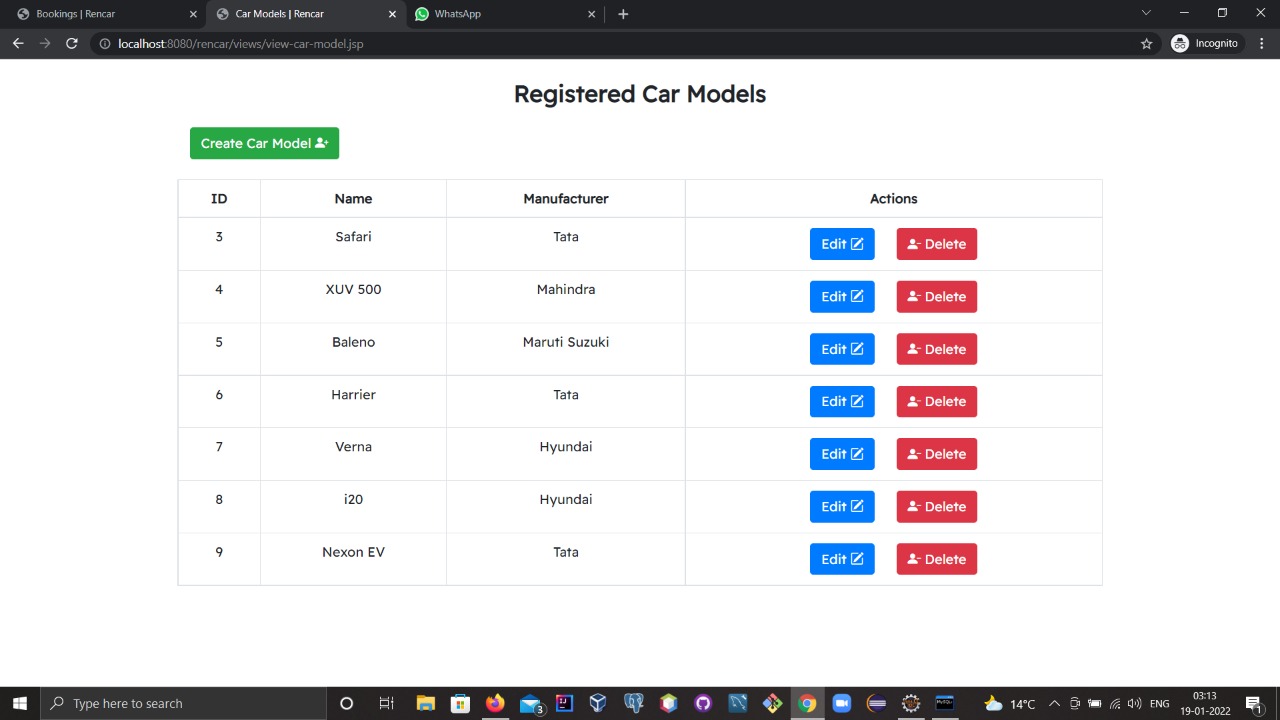 Bookings | Rencar
Car Models | Rencar
WhatsApp
localhost:8080/rencar/views/view-car-model.jsp
Incognito
Registered Car Models
Create Car Model
ID Name Manufacturer Actions
3 Safari Tata Edit Delete
4 XUV 500 Mahindra Edit Delete
5 Baleno Maruti Suzuki Edit Delete
6 Harrier Tata Edit Delete
7 Verna Hyundai Edit Delete
8 i20 Hyundai Edit Delete
9 Nexon EV Tata Edit Delete
Type here to search
3
14°C
ENG
03:13
19-01-2022
1